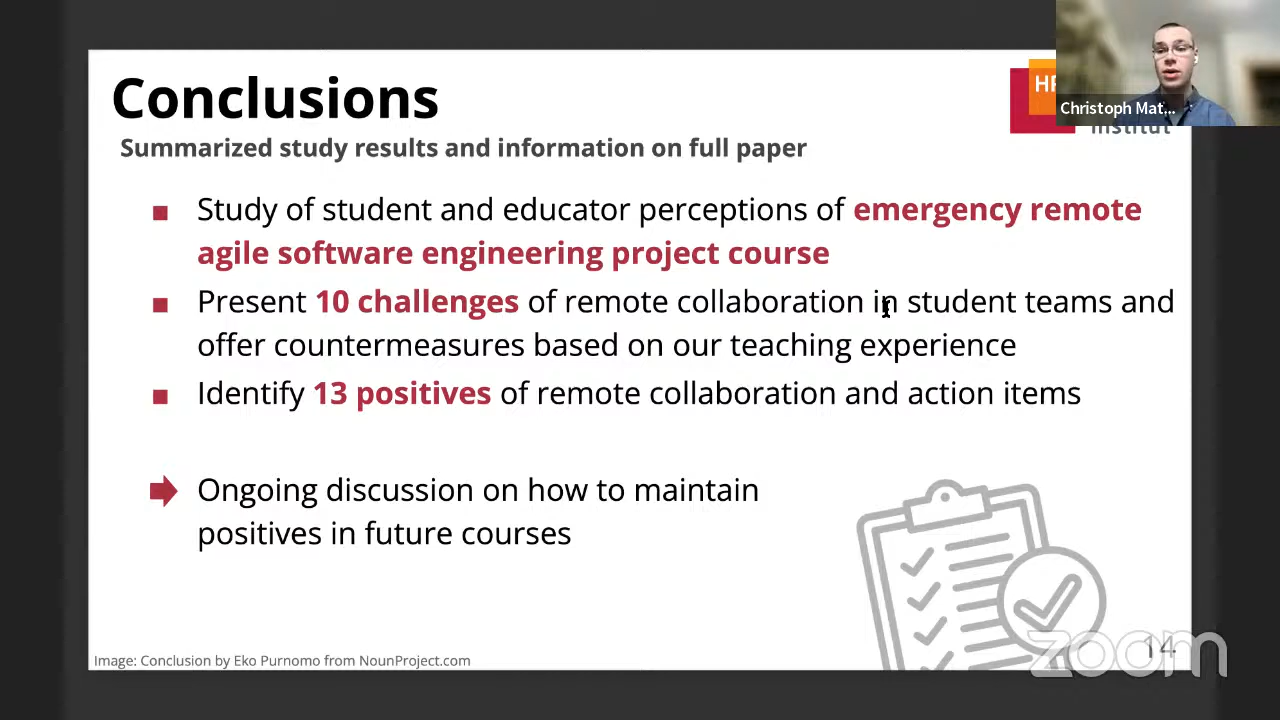 Conclusions
Summarized study results and information on full paper
HP
Christoph Mat...
Institut
■ Study of student and educator perceptions of emergency remote
agile software engineering project course
■ Present 10 challenges of remote collaboration in student teams and
offer countermeasures based on our teaching experience
■ Identify 13 positives of remote collaboration and action items
Ongoing discussion on how to maintain
positives in future courses
Image: Conclusion by Eko Purnomo from NounProject.com
14
zoom